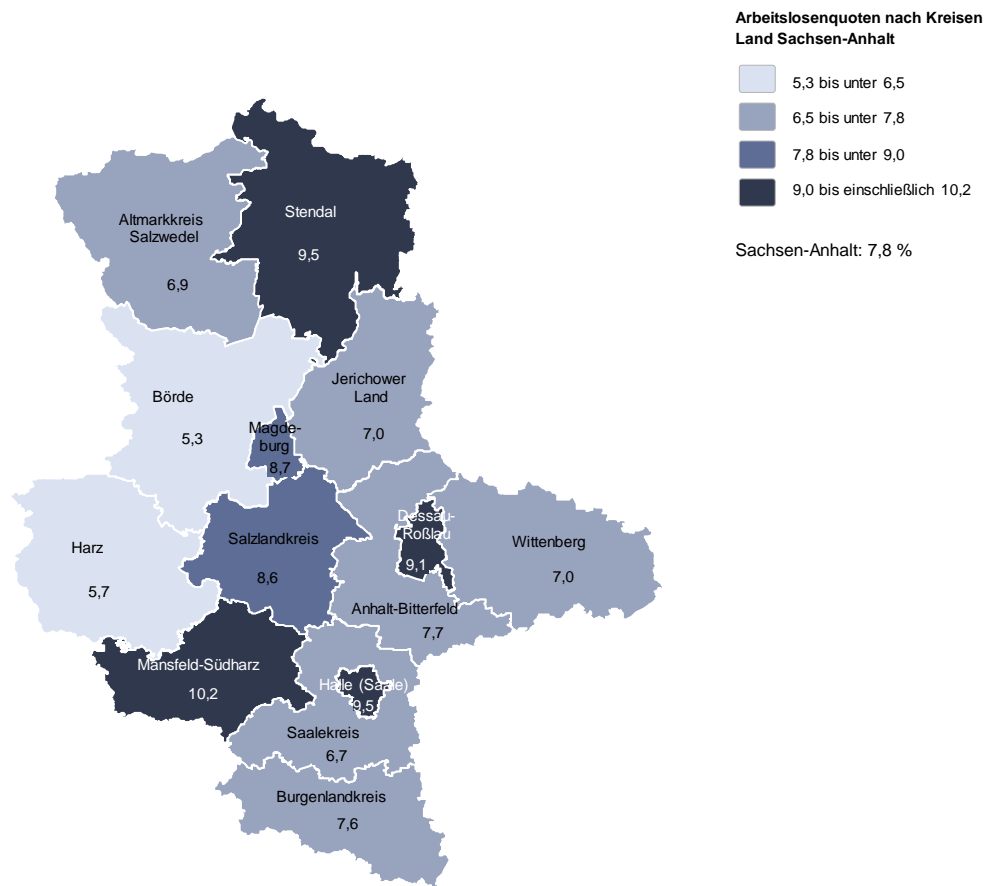 Arbeitslosenquoten nach Kreisen
Land Sachsen-Anhalt
5,3 bis unter 6,5
6,5 bis unter 7,8
7,8 bis unter 9,0
9,0 bis einschließlich 10,2
Sachsen-Anhalt: 7,8 %
Altmarkkreis
Salzwedel
6,9
Stendal
9,5
Börde
5,3
Magde-
burg
8,7
Jerichower
Land
7,0
Harz
5,7
Salzlandkreis
8,6
Dessau-
Roßlau
9,1
Wittenberg
7,0
Anhalt-Bitterfeld
7,7
Mansfeld-Südharz
10,2
Halle (Saale)
9,5
Saalekreis
6,7
Burgenlandkreis
7,6